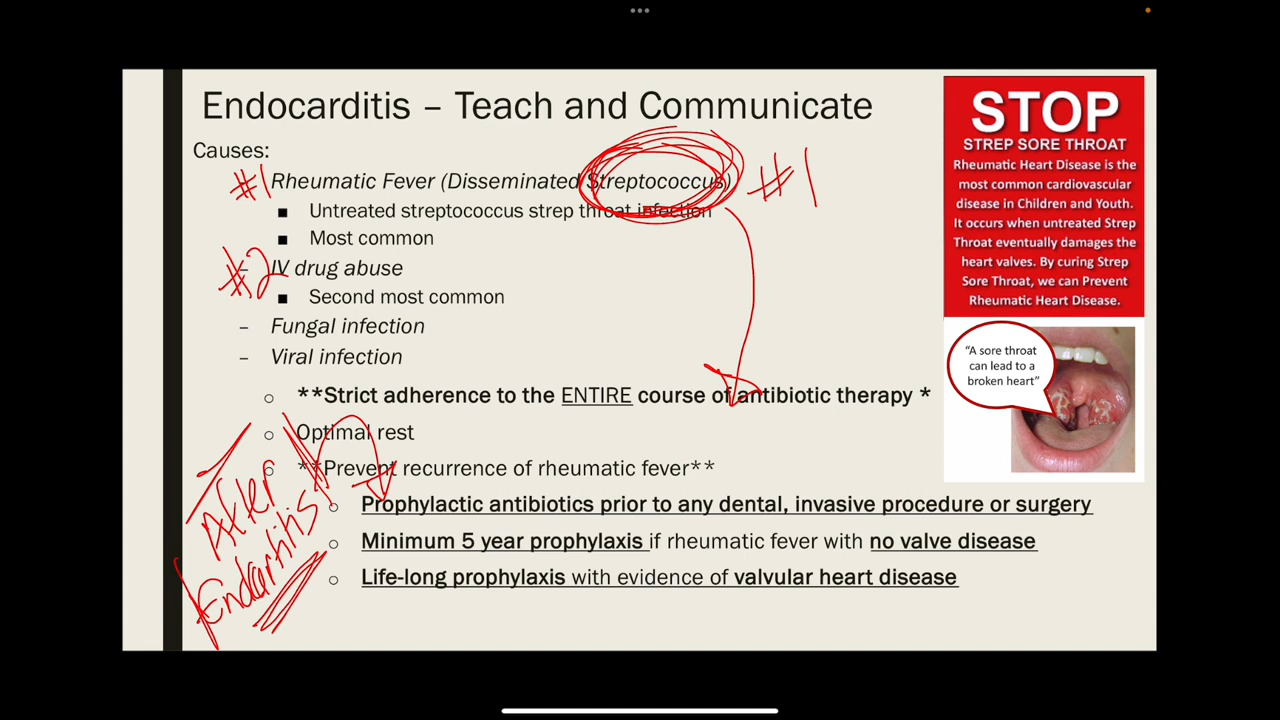 Endocarditis – Teach and Communicate
Causes:
#1 Rheumatic Fever (Disseminated Streptococcus) #1
■ Untreated streptococcus strep throat infection
■ Most common
#2 – IV drug abuse
■ Second most common
– Fungal infection
– Viral infection
○ **Strict adherence to the ENTIRE course of antibiotic therapy *
○ Optimal rest
○ **Prevent recurrence of rheumatic fever**
○ Prophylactic antibiotics prior to any dental, invasive procedure or surgery
○ Minimum 5 year prophylaxis if rheumatic fever with no valve disease
○ Life-long prophylaxis with evidence of valvular heart disease
After
Endartitis
STOP
STREP SORE THROAT
Rheumatic Heart Disease is the
most common cardiovascular
disease in Children and Youth.
It occurs when untreated Strep
Throat eventually damages the
heart valves. By curing Strep
Sore Throat, we can Prevent
Rheumatic Heart Disease.
“A sore throat
can lead to a
broken heart”